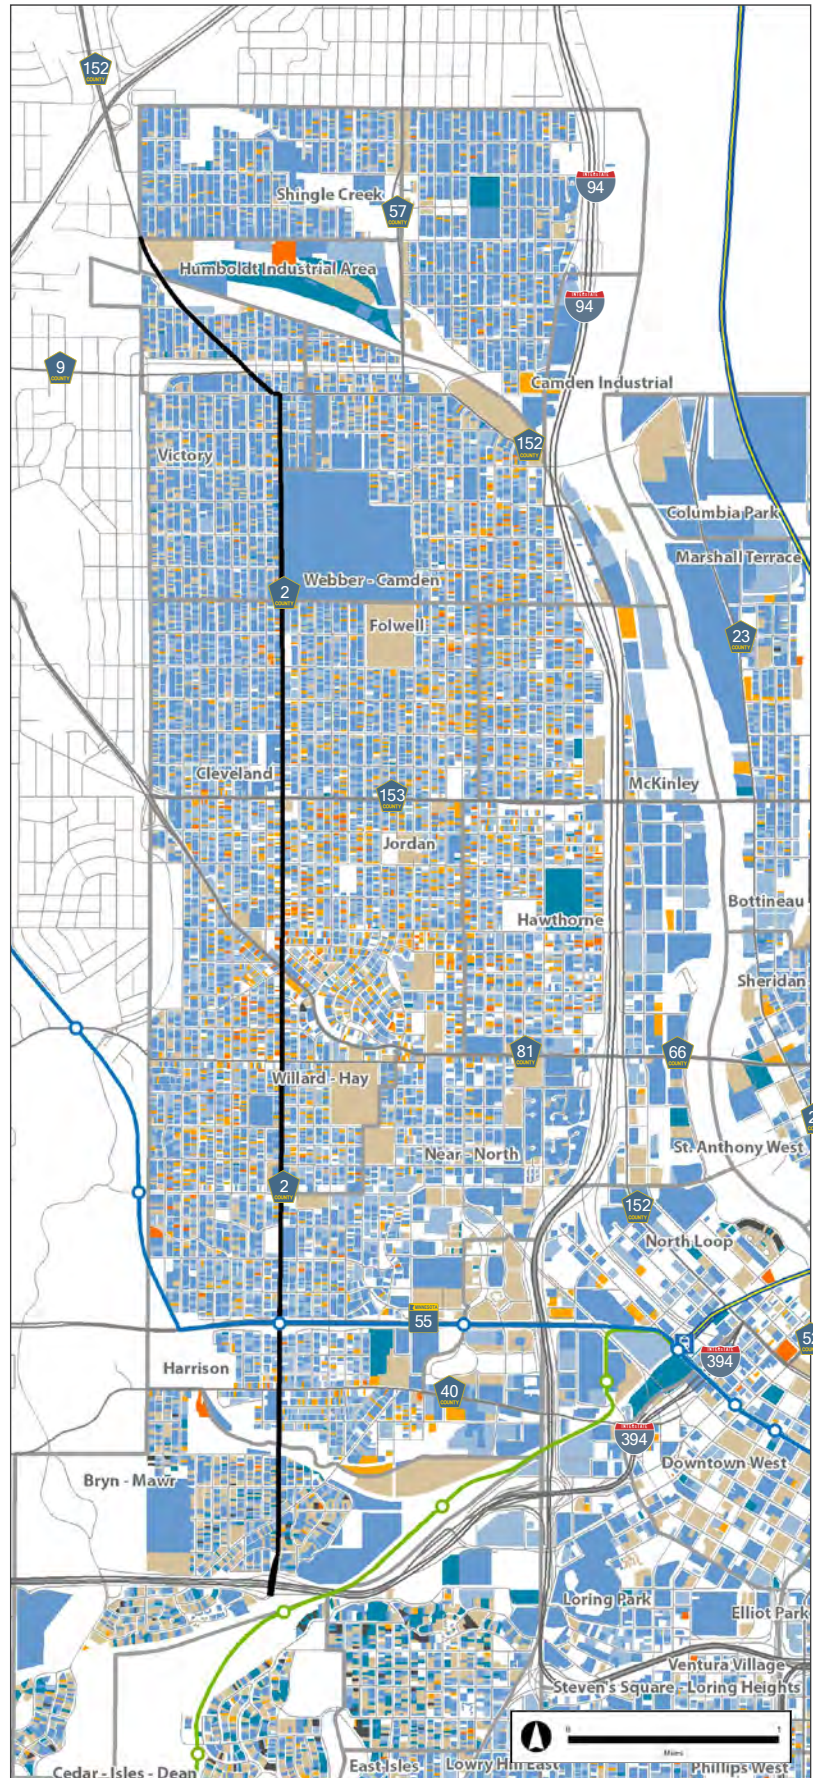 152
COUNTY
Shingle Creek
INTERSTATE
94
57
COUNTY
Humboldt Industrial Area
INTERSTATE
94
9
COUNTY
Camden Industrial
152
COUNTY
Victory
Columbia Park
Marshall Terrace
Webber - Camden
2
COUNTY
Folwell
23
COUNTY
Cleveland
153
COUNTY
McKinley
Jordan
Bottineau
Hawthorne
Sheridan
81
COUNTY
66
COUNTY
Willard - Hay
2
Near - North
St. Anthony West
2
COUNTY
152
COUNTY
North Loop
MINNESOTA
55
INTERSTATE
394
Harrison
40
COUNTY
INTERSTATE
394
Bryn - Mawr
Downtown West
Loring Park
Elliot Park
Ventura Village
Steven's Square - Loring Heights
0 1
Miles
Cedar - Isles - Dean
East Isles
Lowry Hill East
Phillips West